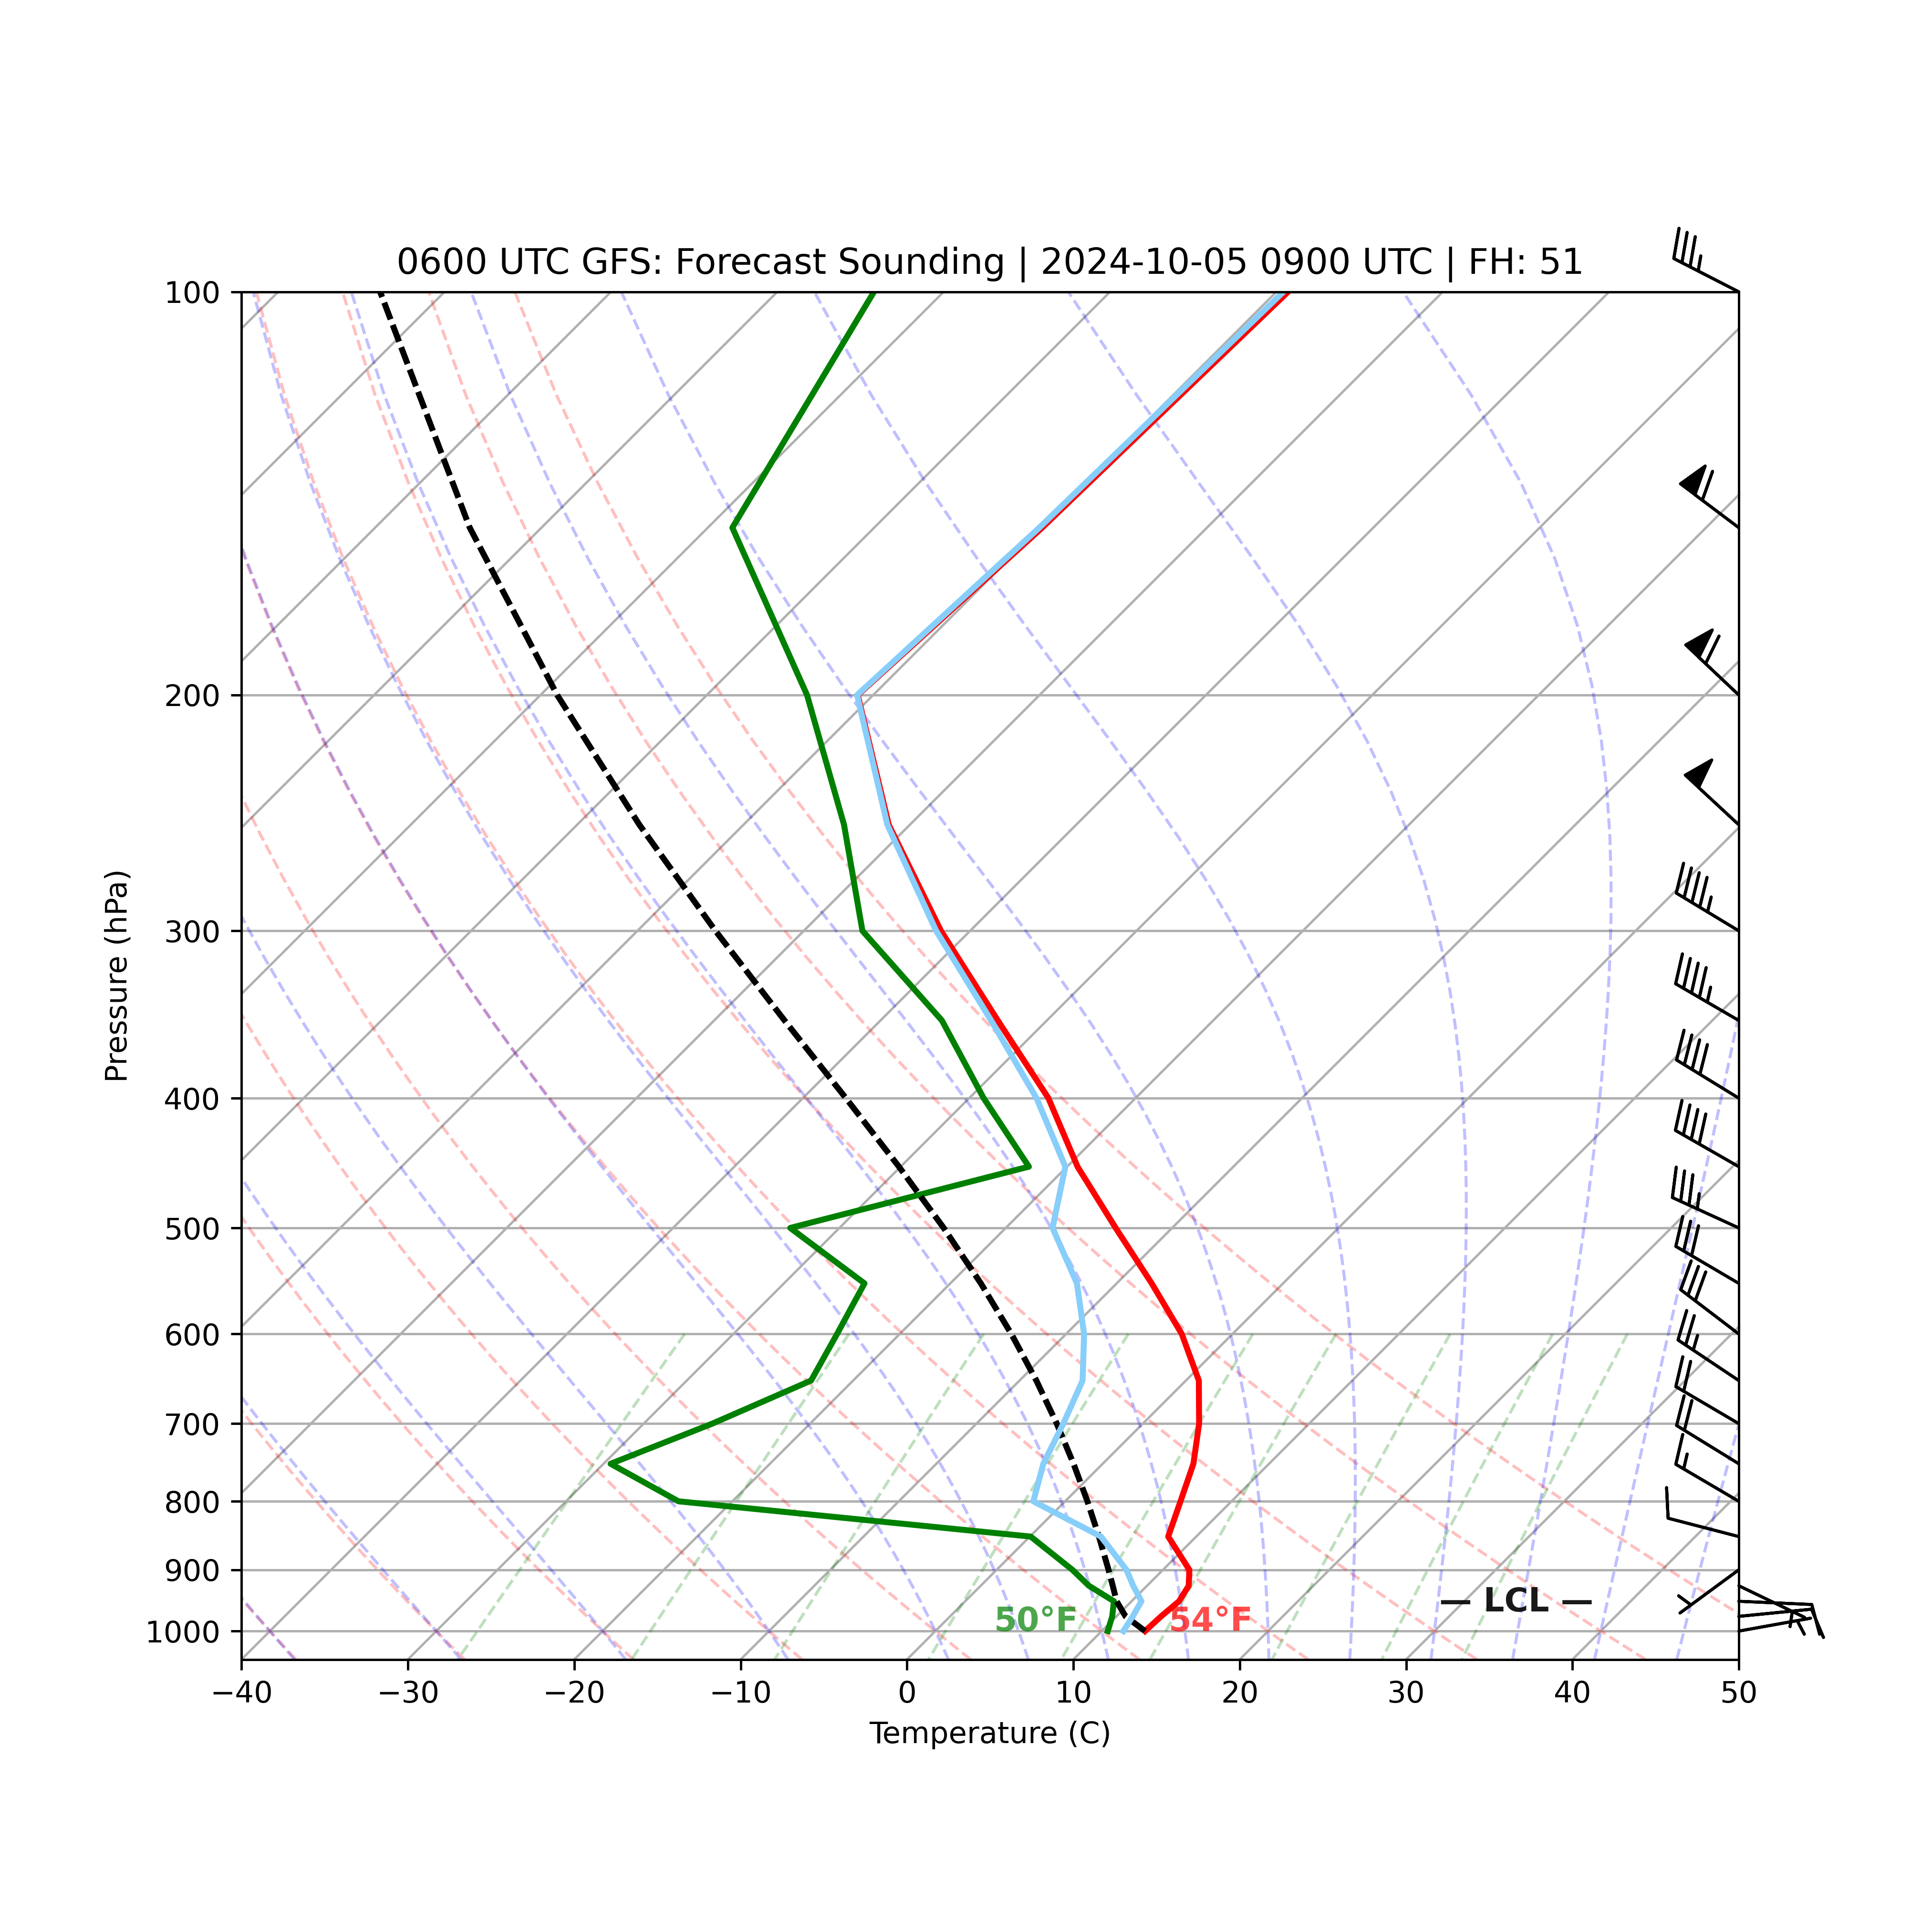 0600 UTC GFS: Forecast Sounding | 2024-10-05 0900 UTC | FH: 51
100
200
300
400
500
600
700
800
900
1000
Pressure (hPa)
50°F
54°F
— LCL —
−40 −30 −20 −10 0 10 20 30 40 50
Temperature (C)